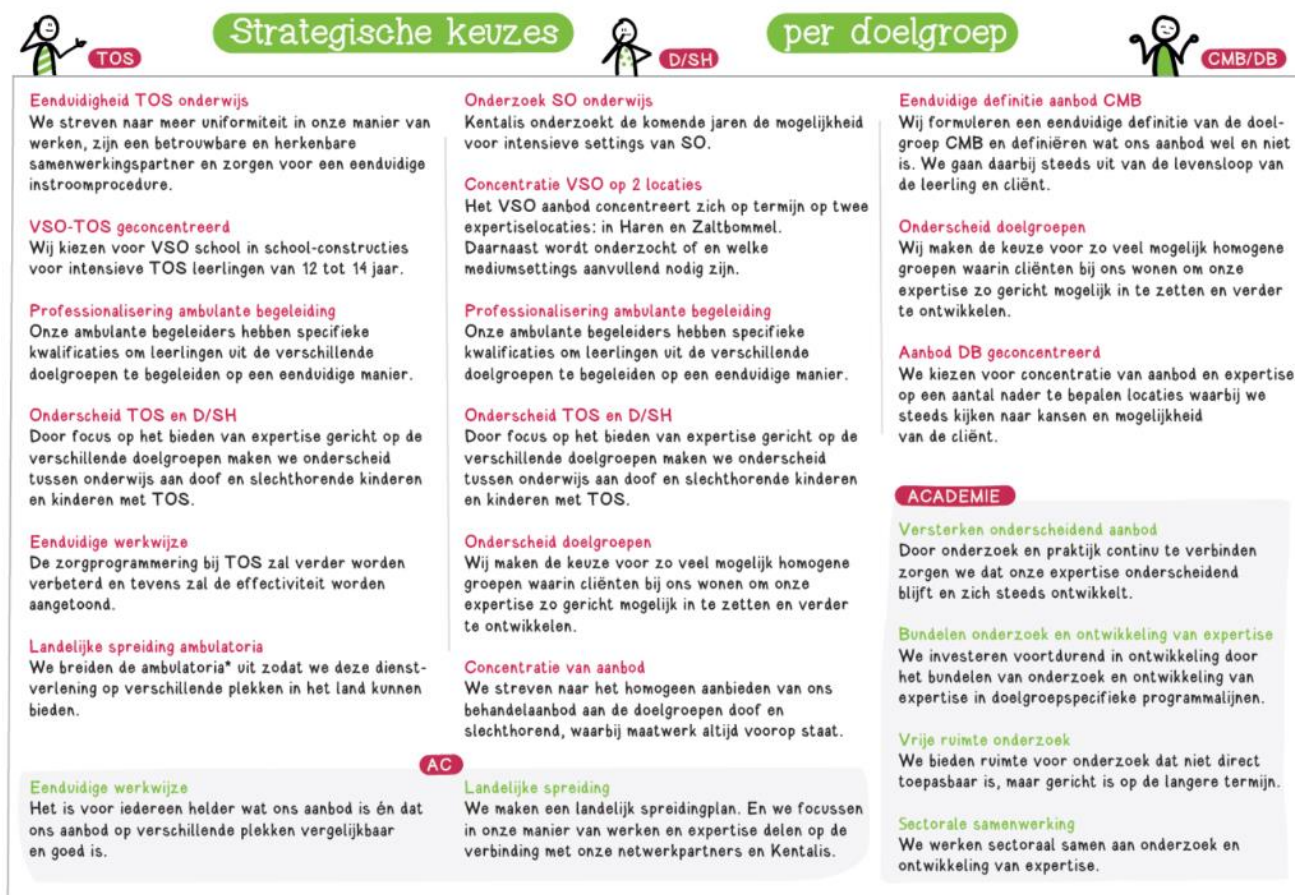 Strategische keuzes per doelgroep
TOS
Eenduidigheid TOS onderwijs
We streven naar meer uniformiteit in onze manier van
werken, zijn een betrouwbare en herkenbare
samenwerkingspartner en zorgen voor een eenduidige
instroomprocedure.
VSO-TOS geconcentreerd
Wij kiezen voor VSO school in school-constructies
voor intensieve TOS leerlingen van 12 tot 14 jaar.
Professionalisering ambulante begeleiding
Onze ambulante begeleiders hebben specifieke
kwalificaties om leerlingen uit de verschillende
doelgroepen te begeleiden op een eenduidige manier.
Onderscheid TOS en D/SH
Door focus op het bieden van expertise gericht op de
verschillende doelgroepen maken we onderscheid
tussen onderwijs aan doof en slechthorende kinderen
en kinderen met TOS.
Eenduidige werkwijze
De zorgprogrammering bij TOS zal verder worden
verbeterd en tevens zal de effectiviteit worden
aangetoond.
Landelijke spreiding ambulatoria
We breiden de ambulatoria* uit zodat we deze dienst-
verlening op verschillende plekken in het land kunnen
bieden.
D/SH
Onderzoek SO onderwijs
Kentalis onderzoekt de komende jaren de mogelijkheid
voor intensieve settings van SO.
Concentratie VSO op 2 locaties
Het VSO aanbod concentreert zich op termijn op twee
expertiselocaties: in Haren en Zaltbommel.
Daarnaast wordt onderzocht of en welke
mediumsettings aanvullend nodig zijn.
Professionalisering ambulante begeleiding
Onze ambulante begeleiders hebben specifieke
kwalificaties om leerlingen uit de verschillende
doelgroepen te begeleiden op een eenduidige manier.
Onderscheid TOS en D/SH
Door focus op het bieden van expertise gericht op de
verschillende doelgroepen maken we onderscheid
tussen onderwijs aan doof en slechthorende kinderen
en kinderen met TOS.
Onderscheid doelgroepen
Wij maken de keuze voor zo veel mogelijk homogene
groepen waarin cliënten bij ons wonen om onze
expertise zo gericht mogelijk in te zetten en verder
te ontwikkelen.
Concentratie van aanbod
We streven naar het homogeen aanbieden van ons
behandelaanbod aan de doelgroepen doof en
slechthorend, waarbij maatwerk altijd voorop staat.
AC
Eenduidige werkwijze
Het is voor iedereen helder wat ons aanbod is én dat
ons aanbod op verschillende plekken vergelijkbaar
en goed is.
Landelijke spreiding
We maken een landelijk spreidingplan. En we focussen
in onze manier van werken en expertise delen op de
verbinding met onze netwerkpartners en Kentalis.
CMB/DB
Eenduidige definitie aanbod CMB
Wij formuleren een eenduidige definitie van de doel-
groep CMB en definiëren wat ons aanbod wel en niet
is. We gaan daarbij steeds uit van de levensloop van
de leerling en cliënt.
Onderscheid doelgroepen
Wij maken de keuze voor zo veel mogelijk homogene
groepen waarin cliënten bij ons wonen om onze
expertise zo gericht mogelijk in te zetten en verder
te ontwikkelen.
Aanbod DB geconcentreerd
We kiezen voor concentratie van aanbod en expertise
op een aantal nader te bepalen locaties waarbij we
steeds kijken naar kansen en mogelijkheid
van de cliënt.
ACADEMIE
Versterken onderscheidend aanbod
Door onderzoek en praktijk continu te verbinden
zorgen we dat onze expertise onderscheidend
blijft en zich steeds ontwikkelt.
Bundelen onderzoek en ontwikkeling van expertise
We investeren voortdurend in ontwikkeling door
het bundelen van onderzoek en ontwikkeling van
expertise in doelgroepspecifieke programmalijnen.
Vrije ruimte onderzoek
We bieden ruimte voor onderzoek dat niet direct
toepasbaar is, maar gericht is op de langere termijn.
Sectorale samenwerking
We werken sectoraal samen aan onderzoek en
ontwikkeling van expertise.